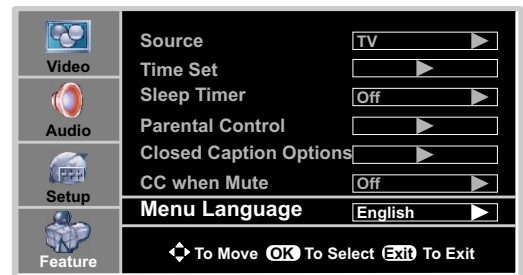 Video
Audio
Setup
Feature
Source TV
Time Set
Sleep Timer Off
Parental Control
Closed Caption Options
CC when Mute Off
Menu Language English
To Move OK To Select Exit To Exit